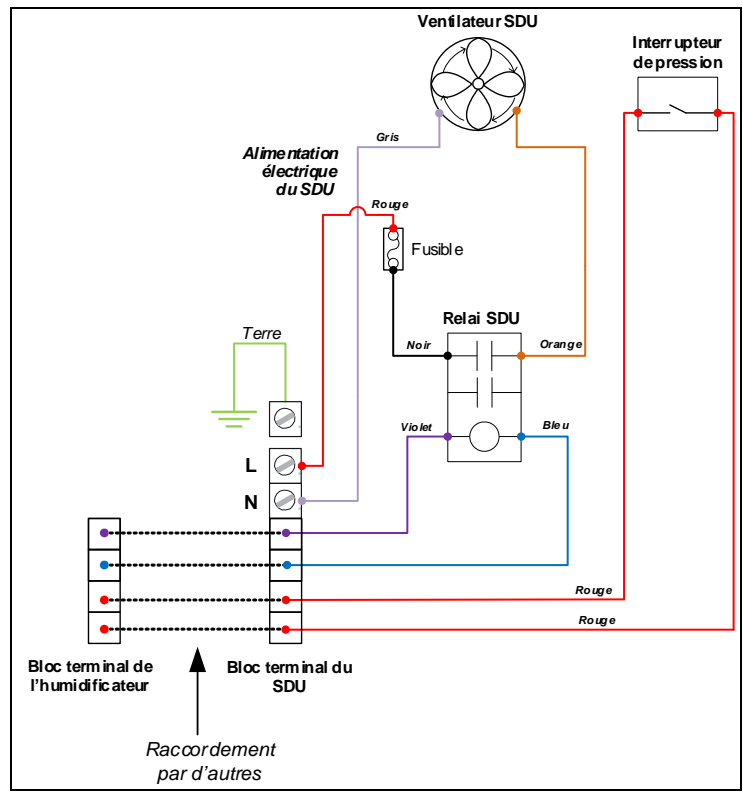 Ventilateur SDU
Interrupteur
de pression
Gris
Alimentation
électrique
du SDU
Rouge
Fusible
Relai SDU
Noir
Orange
Terre
Violet
Bleu
L
N
Rouge
Rouge
Bloc terminal de
l'humidificateur
Bloc terminal du
SDU
Raccordement
par d'autres